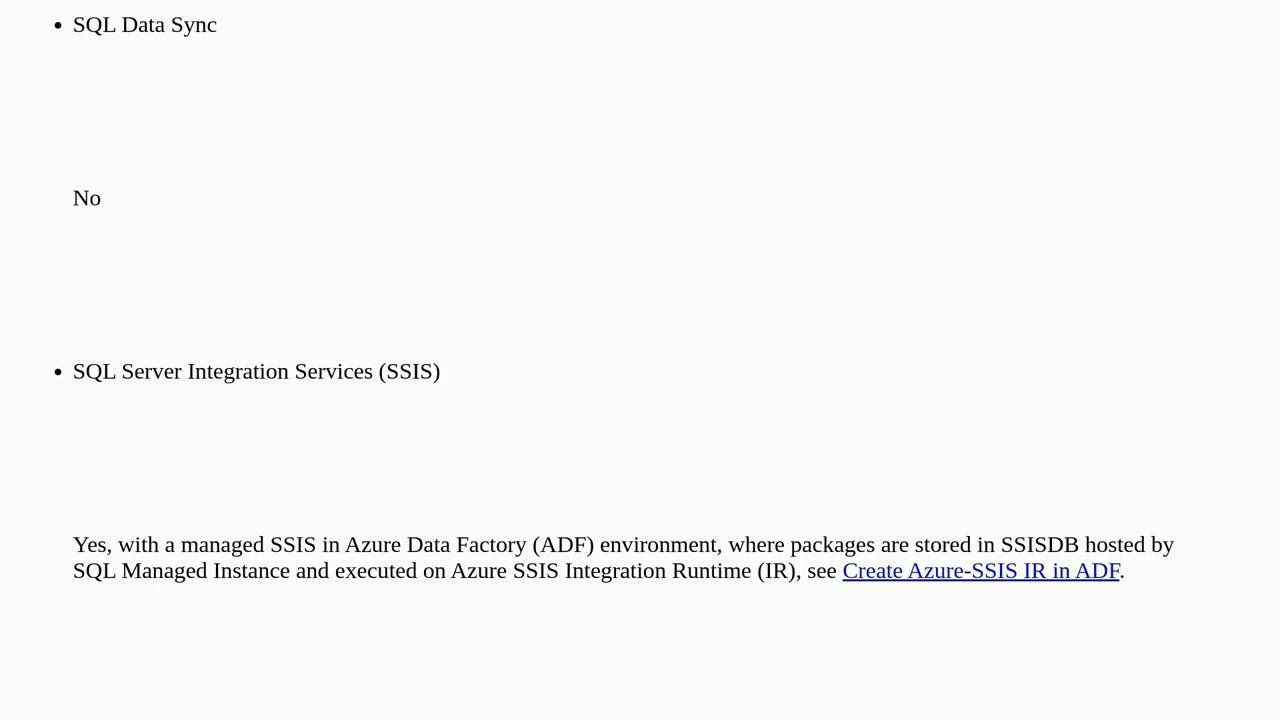 • SQL Data Sync
No
• SQL Server Integration Services (SSIS)
Yes, with a managed SSIS in Azure Data Factory (ADF) environment, where packages are stored in SSISDB hosted by
SQL Managed Instance and executed on Azure SSIS Integration Runtime (IR), see Create Azure-SSIS IR in ADF.